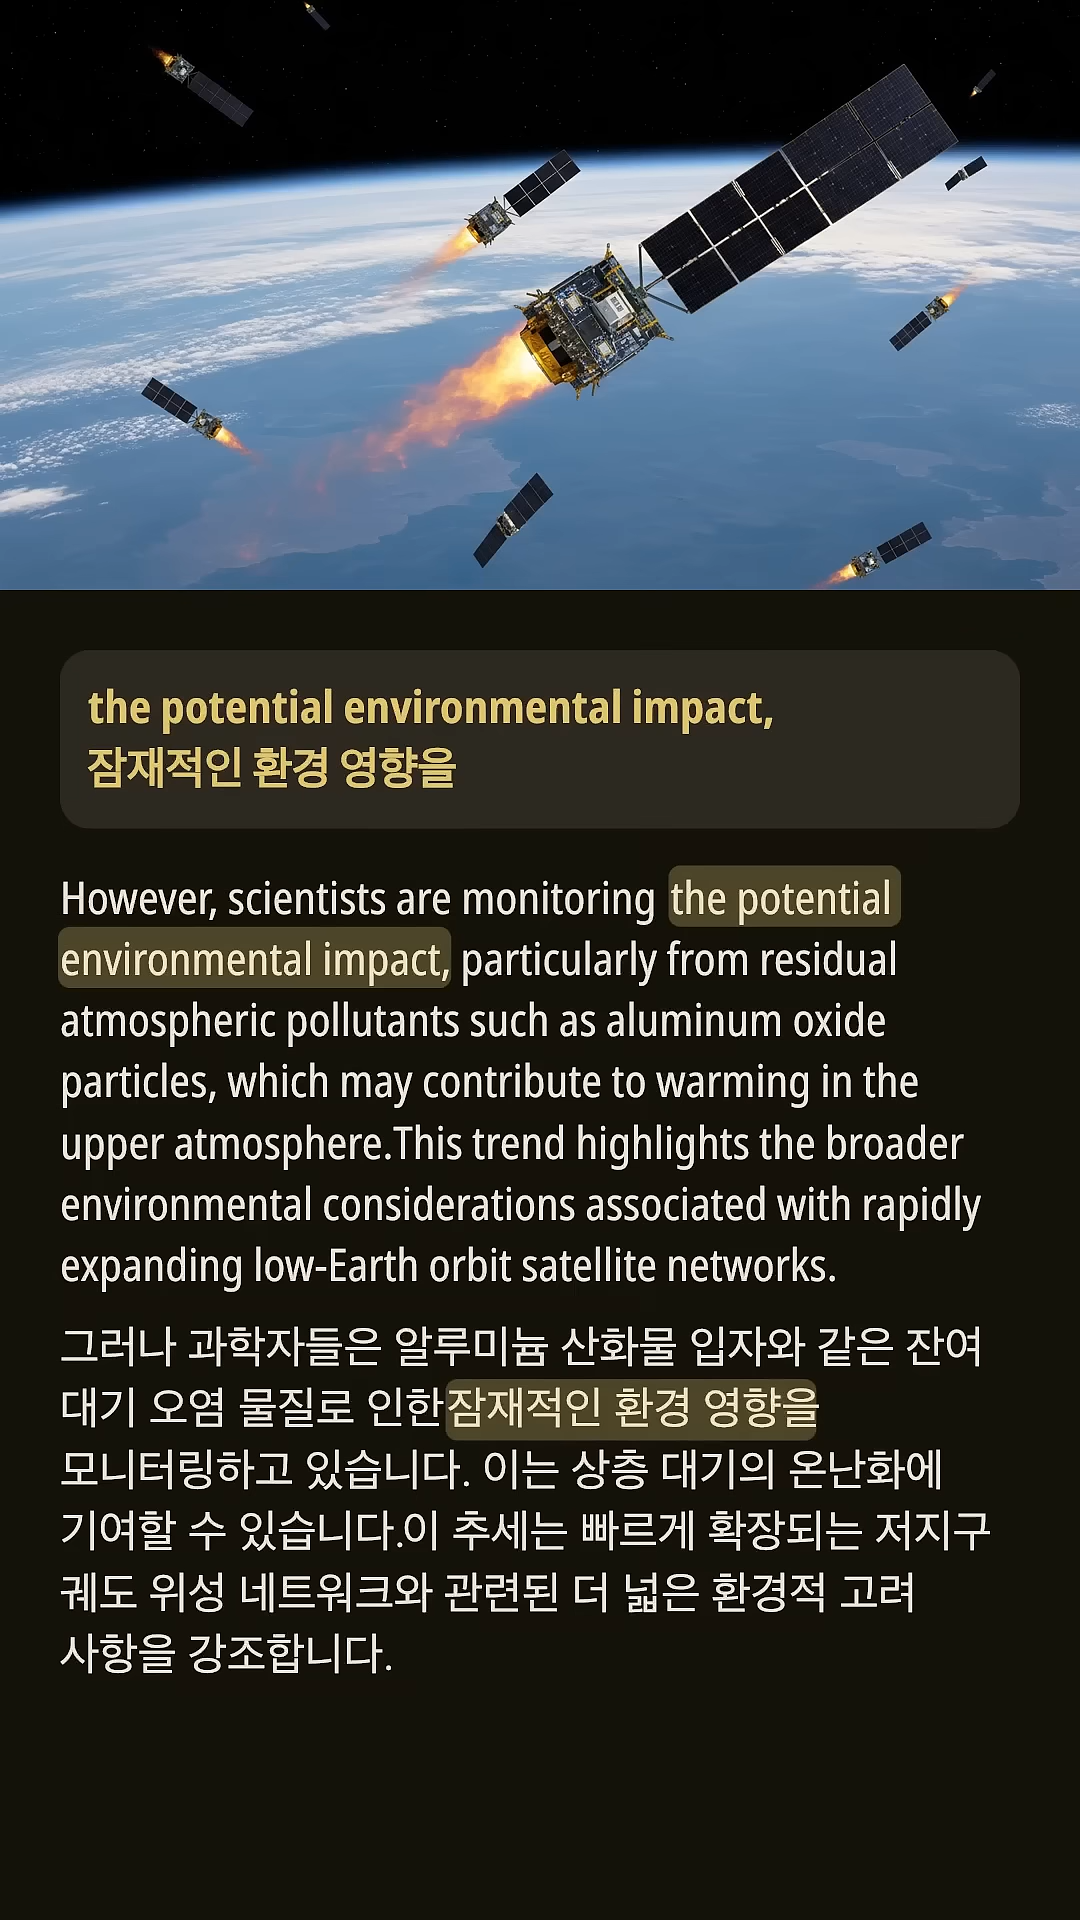 the potential environmental impact,
잠재적인 환경 영향을
However, scientists are monitoring the potential
environmental impact, particularly from residual
atmospheric pollutants such as aluminum oxide
particles, which may contribute to warming in the
upper atmosphere.This trend highlights the broader
environmental considerations associated with rapidly
expanding low-Earth orbit satellite networks.
그러나 과학자들은 알루미늄 산화물 입자와 같은 잔여
대기 오염 물질로 인한잠재적인 환경 영향을
모니터링하고 있습니다. 이는 상층 대기의 온난화에
기여할 수 있습니다.이 추세는 빠르게 확장되는 저지구
궤도 위성 네트워크와 관련된 더 넓은 환경적 고려
사항을 강조합니다.